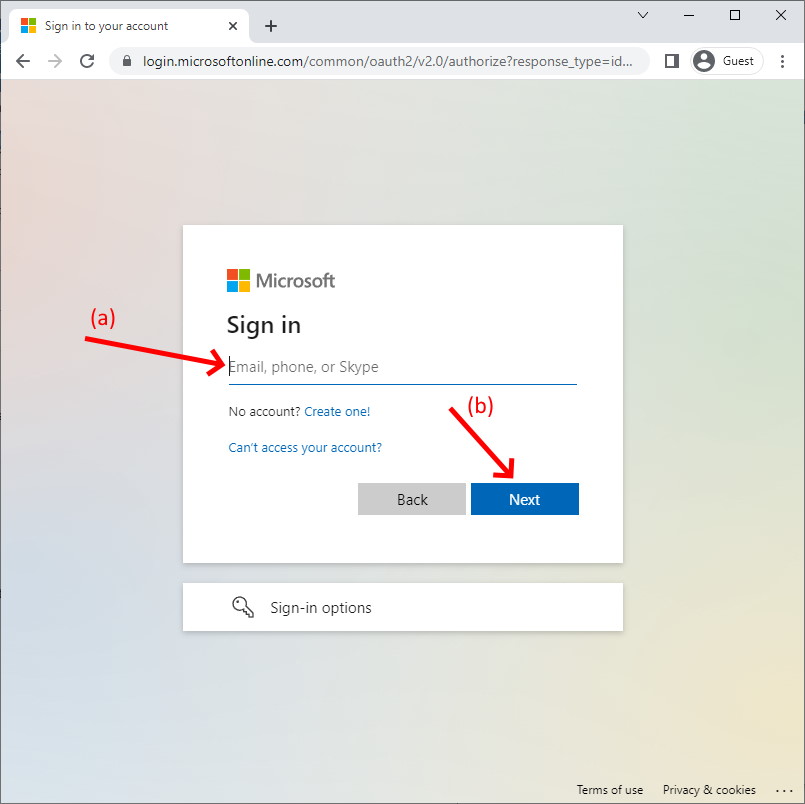 Sign in to your account
login.microsoftonline.com/common/oauth2/v2.0/authorize?response_type=id...
Guest
Microsoft
(a)
Sign in
Email, phone, or Skype
No account? Create one!
(b)
Can't access your account?
Back
Next
Sign-in options
Terms of use
Privacy & cookies
...